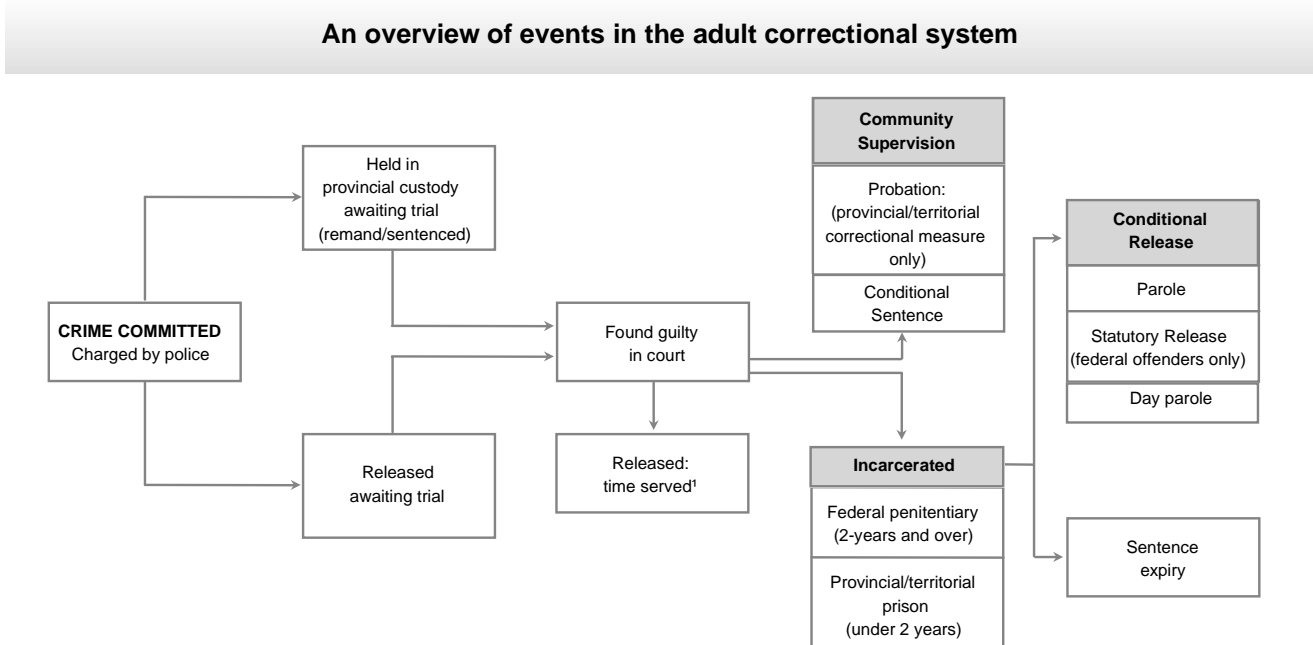 An overview of events in the adult correctional system
Held in
provincial custody
awaiting trial
(remand/sentenced)
CRIME COMMITTED
Charged by police
Released
awaiting trial
Found guilty
in court
Released:
time served¹
Community
Supervision
Probation:
(provincial/territorial
correctional measure
only)
Conditional
Sentence
Incarcerated
Federal penitentiary
(2-years and over)
Provincial/territorial
prison
(under 2 years)
Conditional
Release
Parole
Statutory Release
(federal offenders only)
Day parole
Sentence
expiry